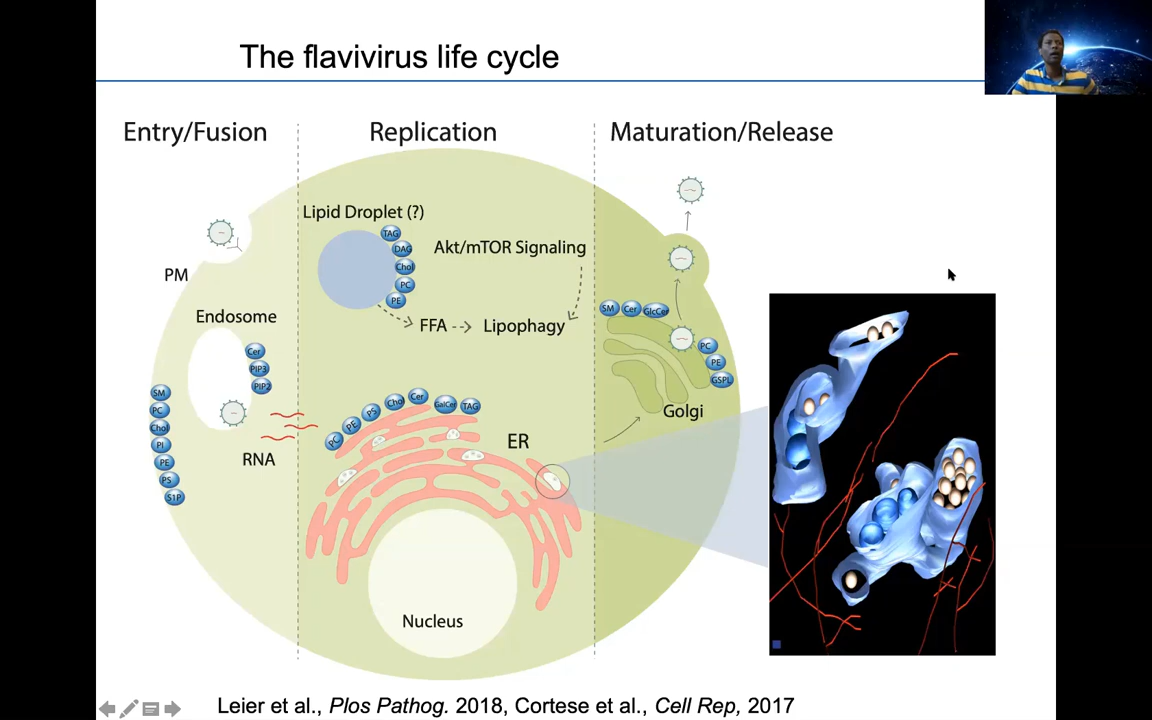 The flavivirus life cycle
Entry/Fusion
Replication
Maturation/Release
Lipid Droplet (?)
TAG
DAG
Chol
PC
PE
Akt/mTOR Signaling
FFA
Lipophagy
PM
Endosome
Cer
PIP3
PIP2
SM
PC
Chol
PI
PE
PS
S1P
RNA
PC
PE
PS
Chol
Cer
GalCer
TAG
ER
Nucleus
SM
Cer
GlcCer
PC
PE
GSPL
Golgi
Leier et al., Plos Pathog. 2018, Cortese et al., Cell Rep, 2017